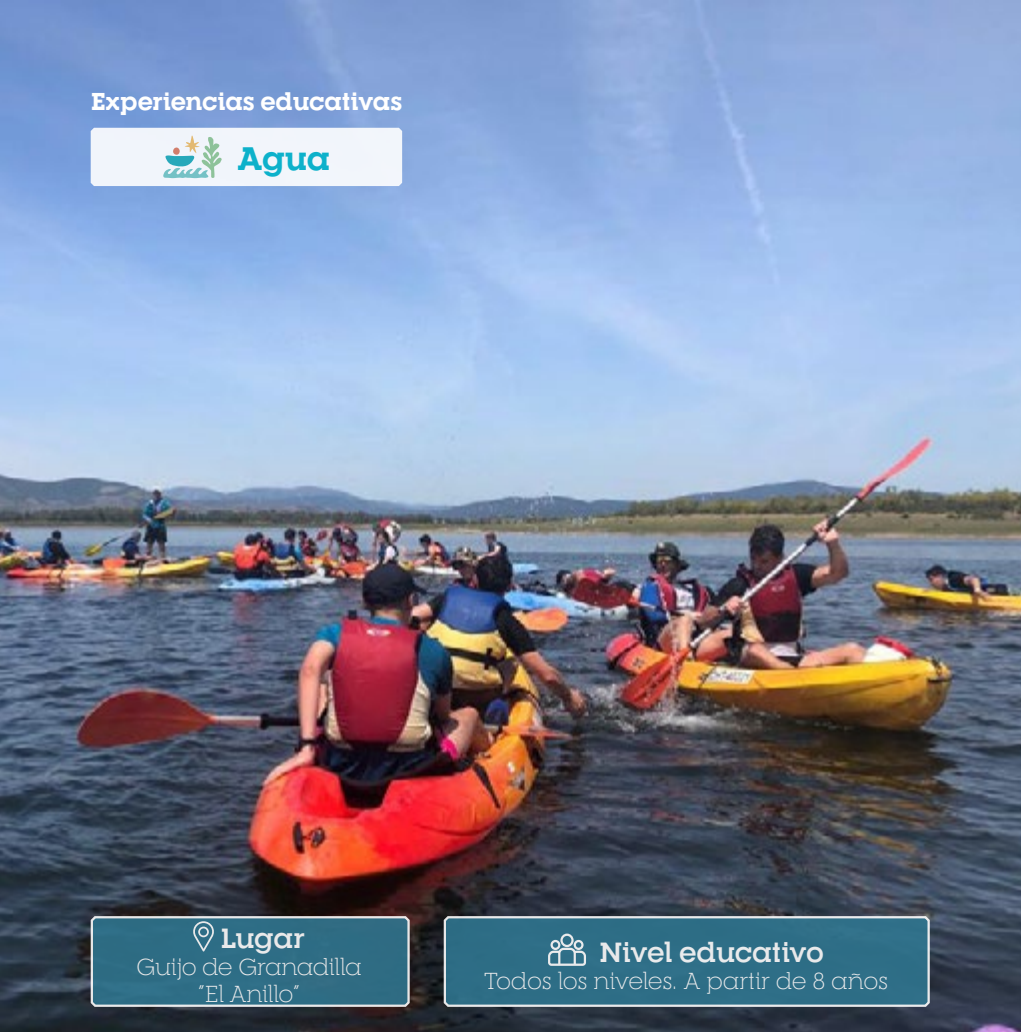 Experiencias educativas
Agua
Lugar
Guijo de Granadilla
"El Anillo"
Nivel educativo
Todos los niveles. A partir de 8 años